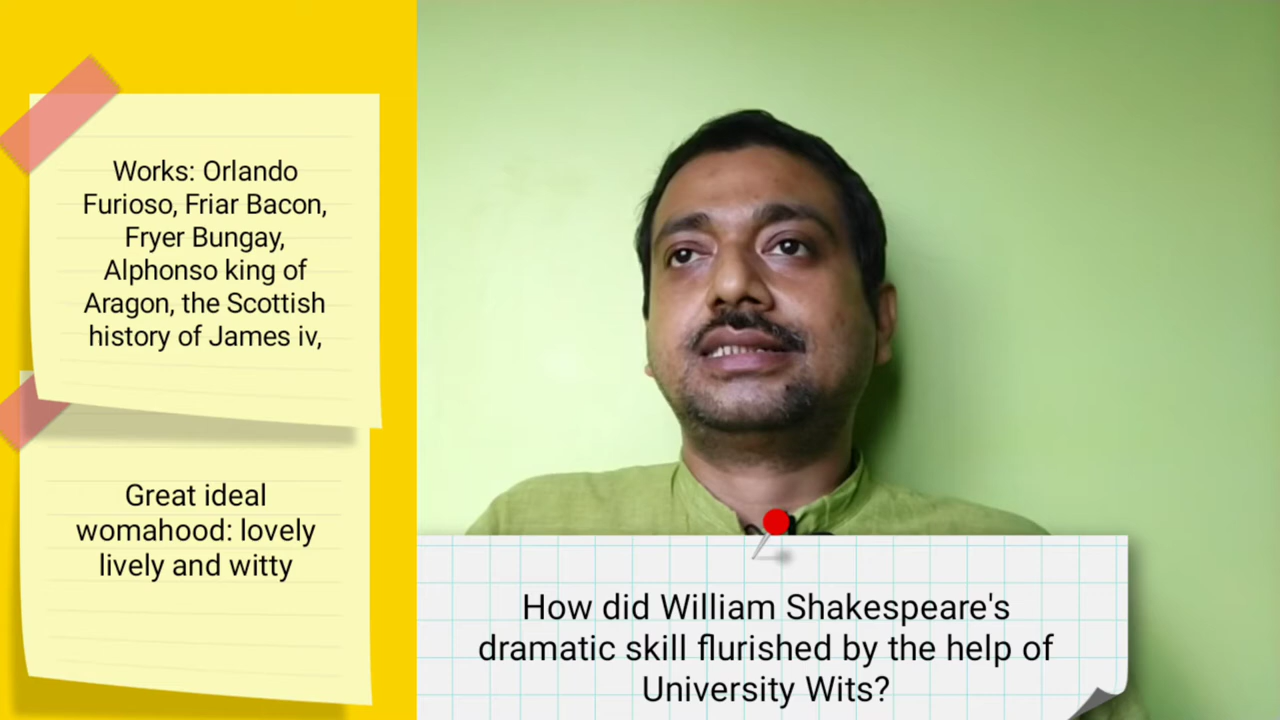 Works: Orlando
Furioso, Friar Bacon,
Fryer Bungay,
Alphonso king of
Aragon, the Scottish
history of James iv,
Great ideal
womahood: lovely
lively and witty
How did William Shakespeare's
dramatic skill flurished by the help of
University Wits?